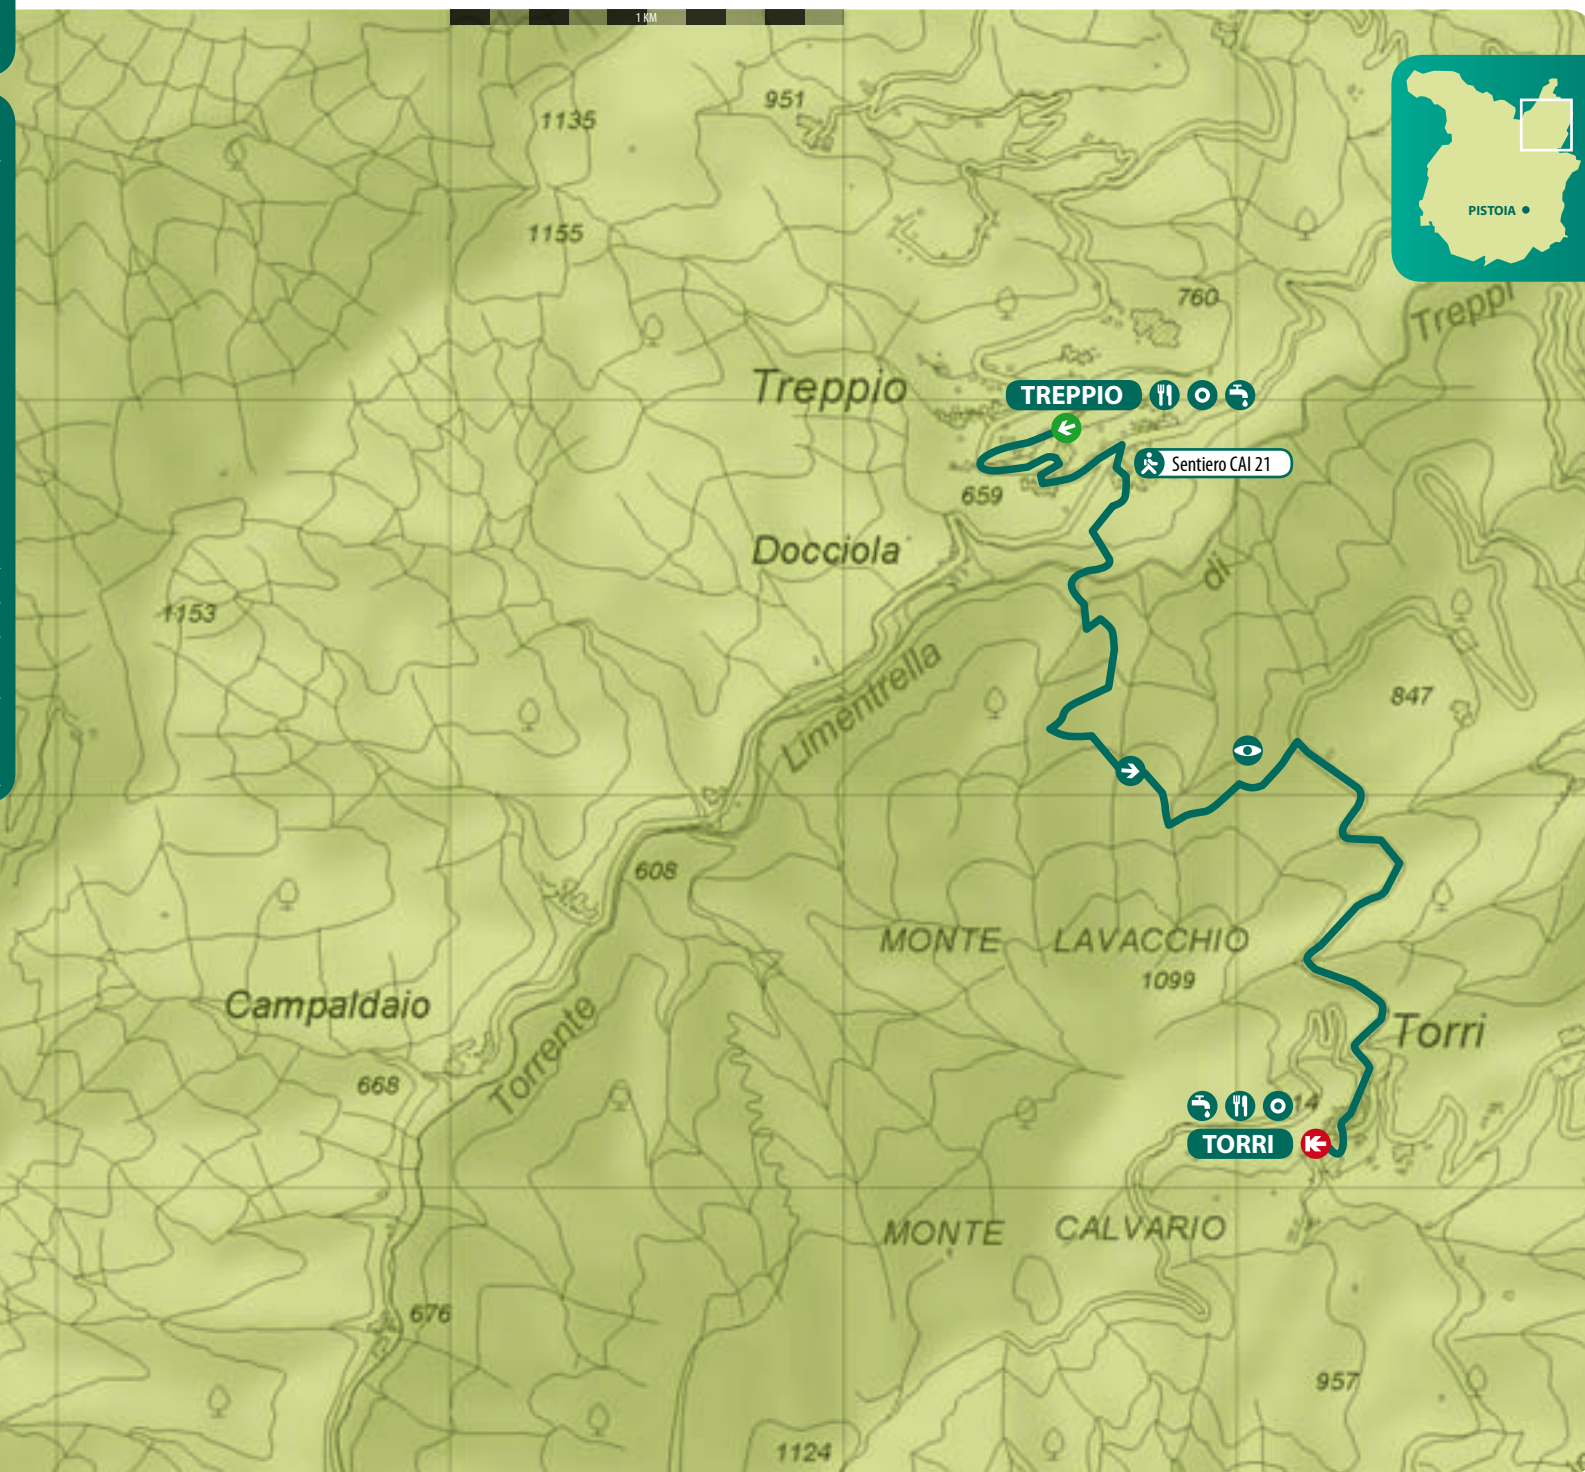 1 KM
951
1135
1155
PISTOIA
760
Treppi
Treppio
TREPPIO
Sentiero CAI 21
659
Docciola
di
1153
Limentrella
847
608
MONTE LAVACCHIO
1099
Campaldaio
Torrente
Torri
668
14
TORRI
MONTE CALVARIO
676
957
1124